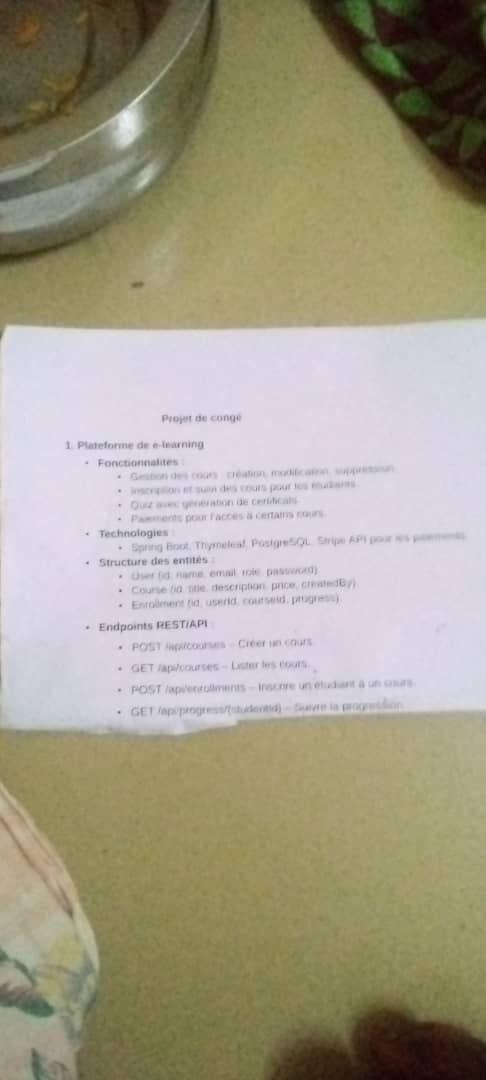 Projet de congé
1. Plateforme de e-learning
• Fonctionnalités :
• Gestion des cours : création, modification, suppression.
• Inscription et suivi des cours pour les étudiants.
• Quiz avec génération de certificats.
• Paiements pour l'accès à certains cours.
• Technologies :
• Spring Boot, Thymeleaf, PostgreSQL, Stripe API pour les paiements.
• Structure des entités :
• User (id, name, email, role, password)
• Course (id, title, description, price, createdBy)
• Enrollment (id, userId, courseId, progress)
• Endpoints REST/API :
• POST /api/courses – Créer un cours.
• GET /api/courses – Lister les cours.
• POST /api/enrollments – Inscrire un étudiant à un cours.
• GET /api/progress/{studentId} – Suivre la progression.